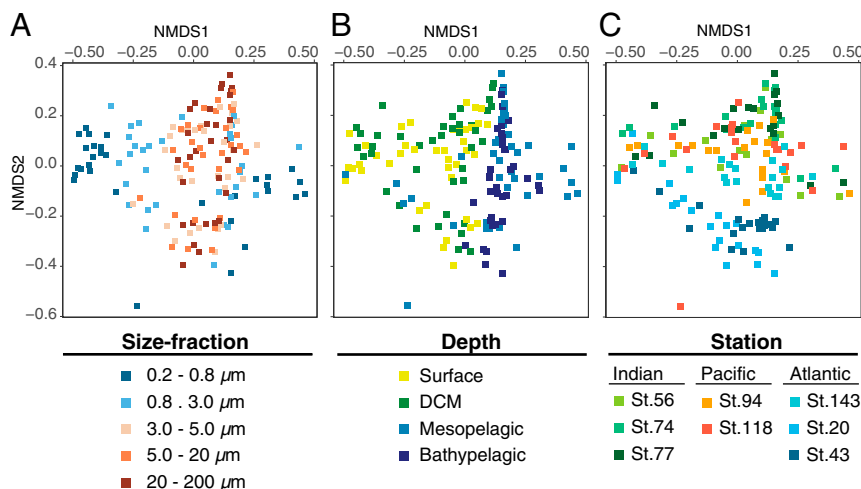 A
B
C
NMDS1
NMDS1
NMDS1
−0.50 −0.25 0.00 0.25 0.50
−0.50 −0.25 0.00 0.25 0.50
−0.50 −0.25 0.00 0.25 0.50
0.4
0.2
0.0
−0.2
−0.4
−0.6
NMDS2
Size-fraction
0.2 - 0.8 µm
0.8 . 3.0 µm
3.0 - 5.0 µm
5.0 - 20 µm
20 - 200 µm
Depth
Surface
DCM
Mesopelagic
Bathypelagic
Station
Indian
St.56
St.74
St.77
Pacific
St.94
St.118
Atlantic
St.143
St.20
St.43